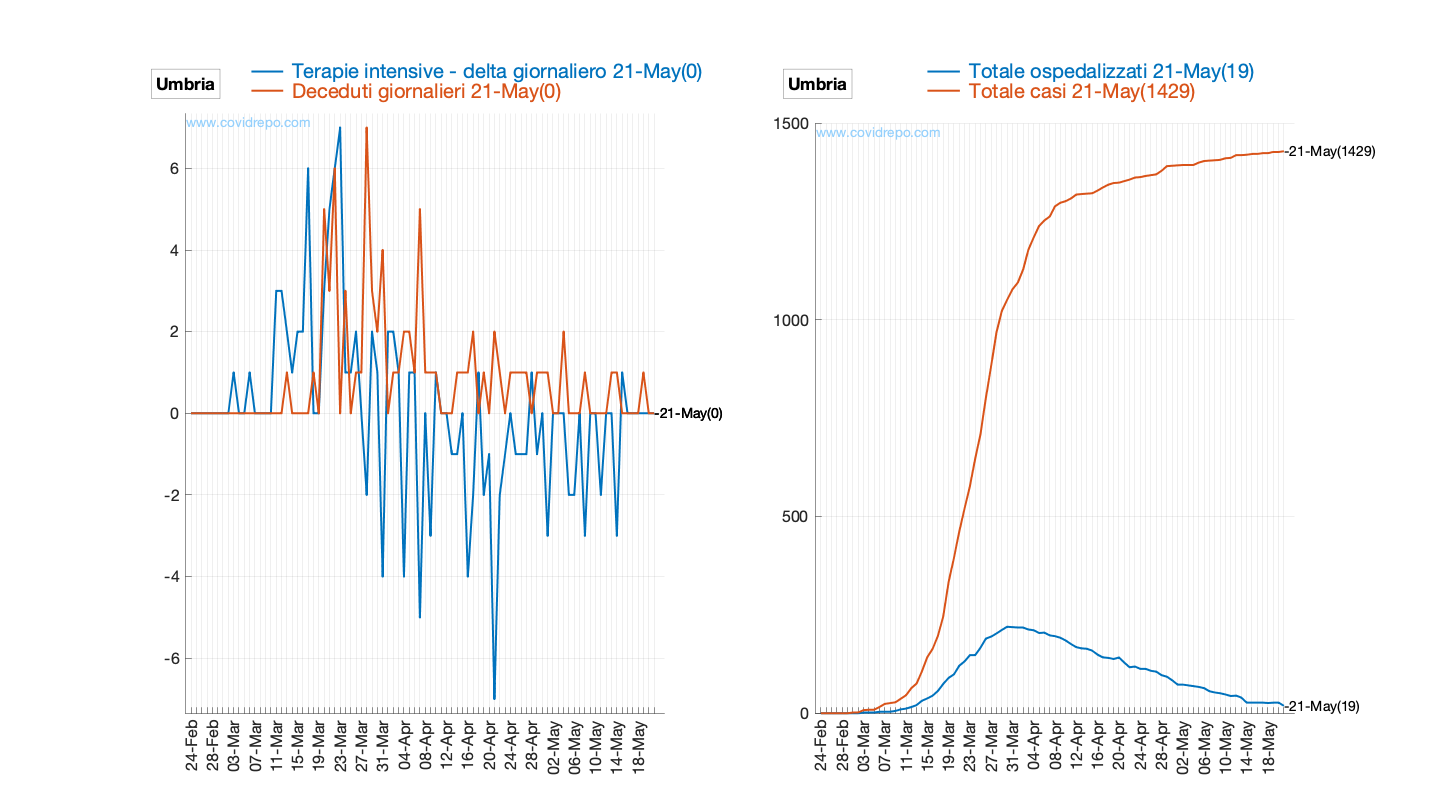 Umbria
Terapie intensive - delta giornaliero 21-May(0)
Deceduti giornalieri 21-May(0)
www.covidrepo.com
6
4
2
0
-2
-4
-6
-21-May(0)
24-Feb
28-Feb
03-Mar
07-Mar
11-Mar
15-Mar
19-Mar
23-Mar
27-Mar
31-Mar
04-Apr
08-Apr
12-Apr
16-Apr
20-Apr
24-Apr
28-Apr
02-May
06-May
10-May
14-May
18-May
Umbria
Totale ospedalizzati 21-May(19)
Totale casi 21-May(1429)
www.covidrepo.com
1500
1000
500
0
-21-May(1429)
-21-May(19)
24-Feb
28-Feb
03-Mar
07-Mar
11-Mar
15-Mar
19-Mar
23-Mar
27-Mar
31-Mar
04-Apr
08-Apr
12-Apr
16-Apr
20-Apr
24-Apr
28-Apr
02-May
06-May
10-May
14-May
18-May